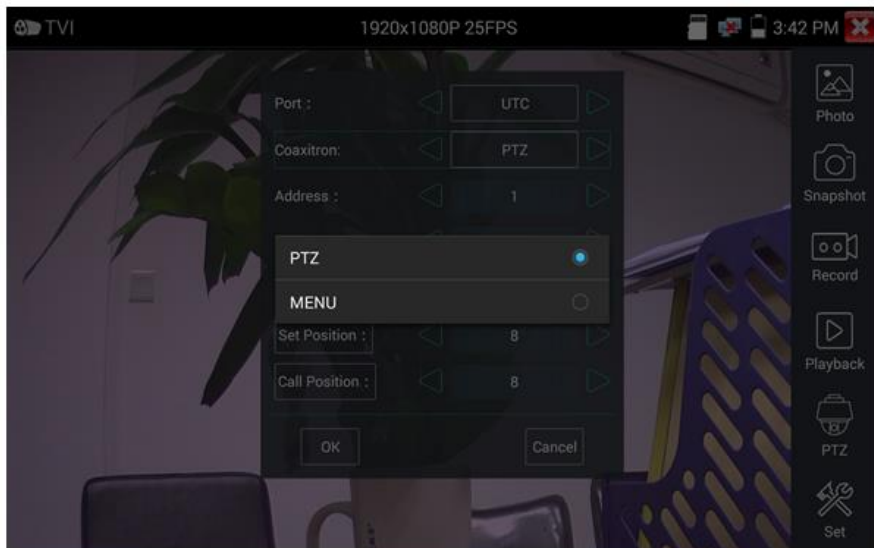 TVI 1920x1080P 25FPS 3:42 PM
Port : UTC
Coaxitron: PTZ
Address : 1
PTZ
MENU
Set Position : 8
Call Position : 8
OK Cancel
Photo
Snapshot
Record
Playback
PTZ
Set